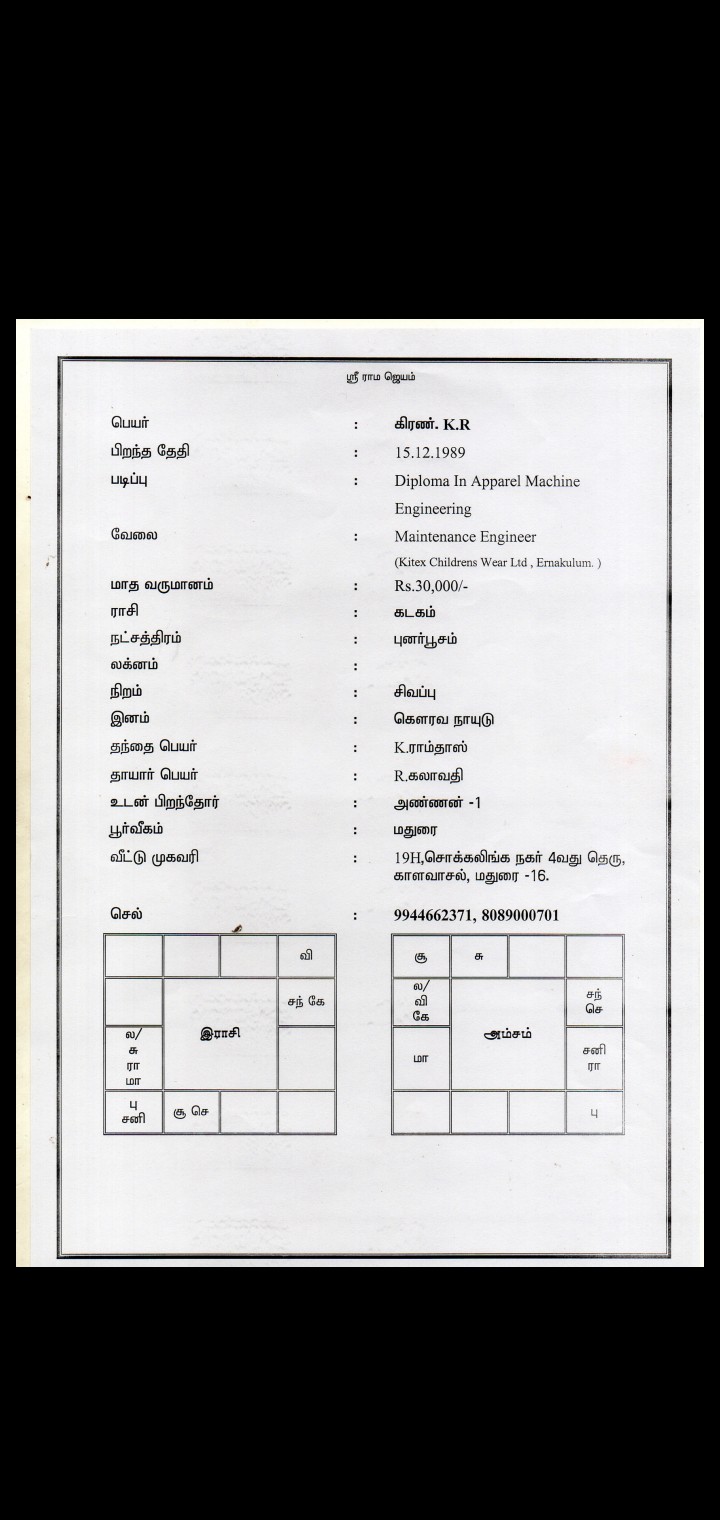 ஸ்ரீ ராம ஜெயம்
பெயர் : கிரண். K.R
பிறந்த தேதி : 15.12.1989
படிப்பு : Diploma In Apparel Machine
Engineering
வேலை : Maintenance Engineer
(Kitex Childrens Wear Ltd , Ernakulum. )
மாத வருமானம் : Rs.30,000/-
ராசி : கடகம்
நட்சத்திரம் : புனர்பூசம்
லக்னம் :
நிறம் : சிவப்பு
இனம் : கௌரவ நாயுடு
தந்தை பெயர் : K.ராம்தாஸ்
தாயார் பெயர் : R.கலாவதி
உடன் பிறந்தோர் : அண்ணன் -1
பூர்வீகம் : மதுரை
வீட்டு முகவரி : 19H,சொக்கலிங்க நகர் 4வது தெரு,
காளவாசல், மதுரை -16.
செல் : 9944662371, 8089000701
வி
சந் கே
இராசி
ல/
சு
ரா
மா
பு
சனி
சூ செ
சூ சு
ல/
வி
கே
சந்
செ
அம்சம்
மா
சனி
ரா
பு